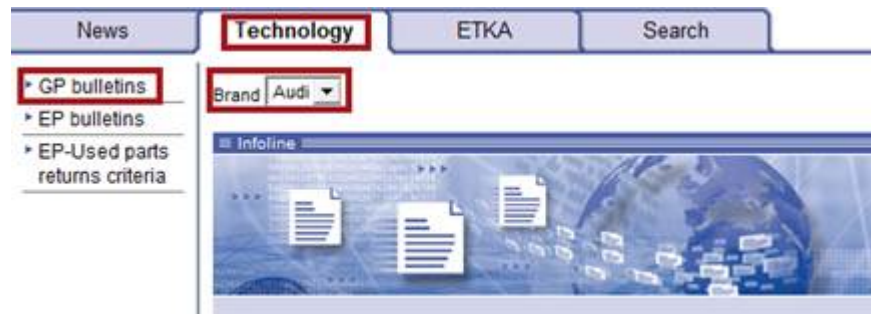 News Technology ETKA Search
GP bulletins
Brand Audi
EP bulletins
EP-Used parts
returns criteria
Infoline